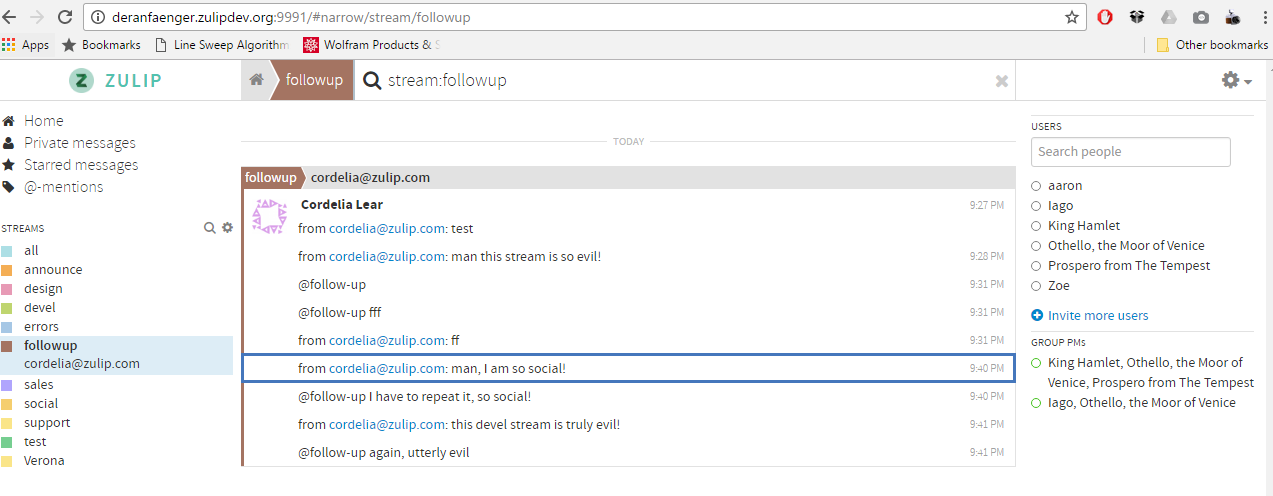 deranfaenger.zulipdev.org:9991/#narrow/stream/followup
Apps Bookmarks Line Sweep Algorithm Wolfram Products & S Other bookmarks
ZULIP
followup stream:followup
Home
Private messages
Starred messages
@-mentions
STREAMS
all
announce
design
devel
errors
followup
cordelia@zulip.com
sales
social
support
test
Verona
TODAY
followup cordelia@zulip.com
Cordelia Lear 9:27 PM
from cordelia@zulip.com: test
from cordelia@zulip.com: man this stream is so evil! 9:28 PM
@follow-up 9:31 PM
@follow-up fff 9:31 PM
from cordelia@zulip.com: ff 9:31 PM
from cordelia@zulip.com: man, I am so social! 9:40 PM
@follow-up I have to repeat it, so social! 9:40 PM
from cordelia@zulip.com: this devel stream is truly evil! 9:41 PM
@follow-up again, utterly evil 9:41 PM
USERS
Search people
aaron
Iago
King Hamlet
Othello, the Moor of Venice
Prospero from The Tempest
Zoe
Invite more users
GROUP PMs
King Hamlet, Othello, the Moor of
Venice, Prospero from The Tempest
Iago, Othello, the Moor of Venice